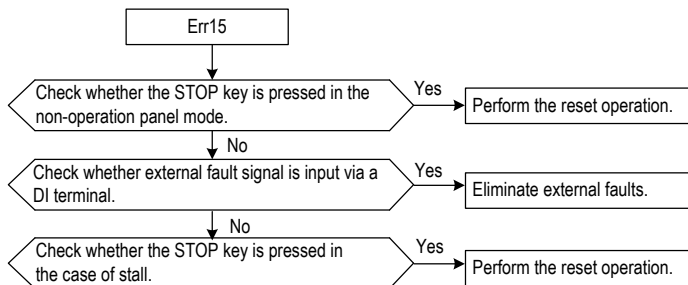 Err15
Check whether the STOP key is pressed in the
non-operation panel mode.
Yes
Perform the reset operation.
No
Check whether external fault signal is input via a
DI terminal.
Yes
Eliminate external faults.
No
Check whether the STOP key is pressed in
the case of stall.
Yes
Perform the reset operation.